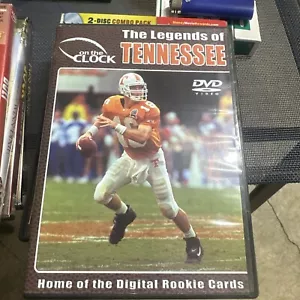 2-DISC COMBO PACK
The Legends of
TENNESSEE
on the
CLOCK
DVD
VIDEO
16
Home of the Digital Rookie Cards